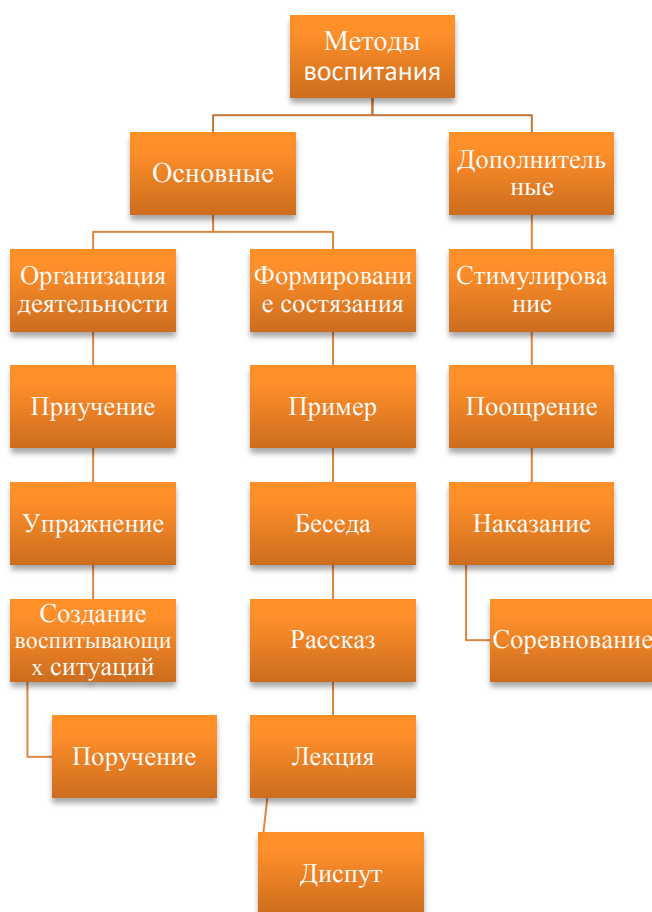 Методы
воспитания
Основные
Дополнитель
ные
Организация
деятельности
Формировани
е состязания
Стимулирова
ние
Приучение
Пример
Поощрение
Упражнение
Беседа
Наказание
Создание
воспитывающи
х ситуаций
Рассказ
Соревнование
Поручение
Лекция
Диспут